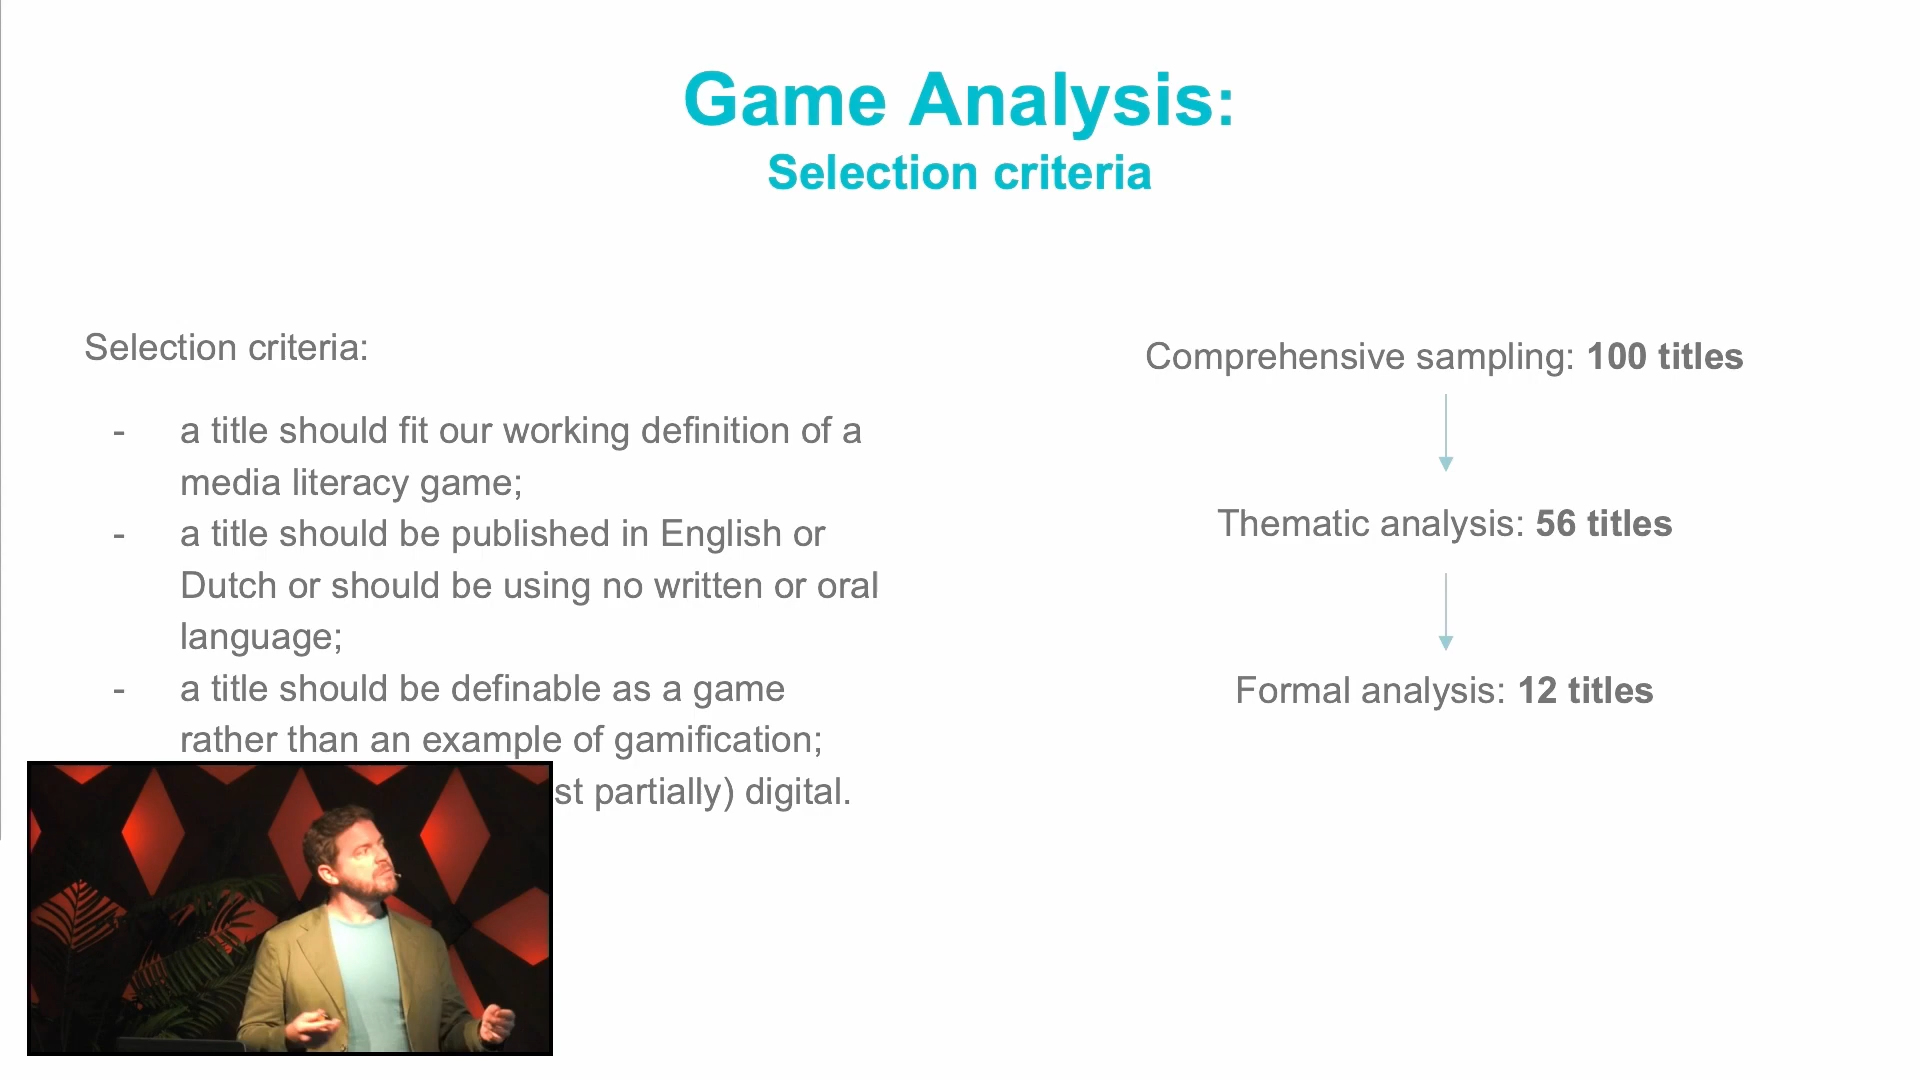 Game Analysis:
Selection criteria
Selection criteria:
- a title should fit our working definition of a
media literacy game;
- a title should be published in English or
Dutch or should be using no written or oral
language;
- a title should be definable as a game
rather than an example of gamification;
partially) digital.
Comprehensive sampling: 100 titles
Thematic analysis: 56 titles
Formal analysis: 12 titles